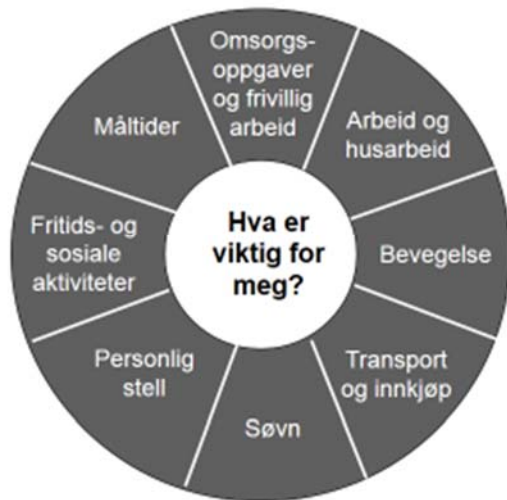 Omsorgs-
oppgaver
og frivillig
arbeid
Arbeid og
husarbeid
Bevegelse
Transport
og innkjøp
Søvn
Personlig
stell
Fritids- og
sosiale
aktiviteter
Måltider
Hva er
viktig for
meg?